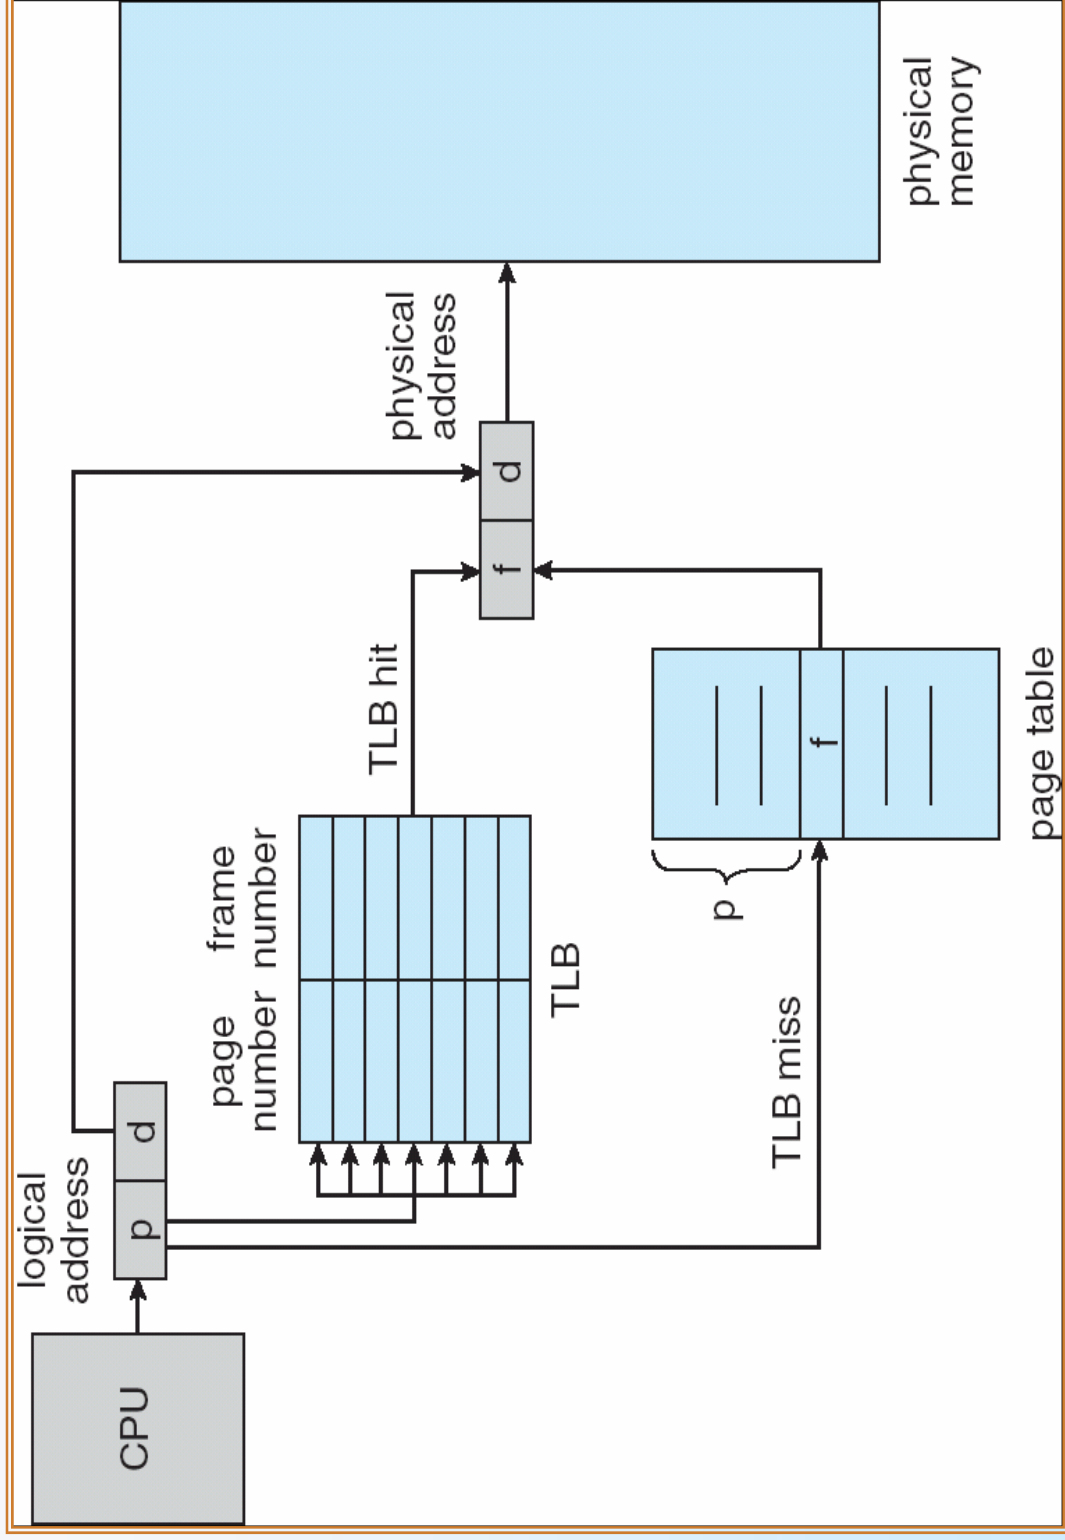 CPU
logical
address
p
d
page
number
frame
number
TLB hit
TLB
TLB miss
p
f
page table
f
d
physical
address
physical
memory